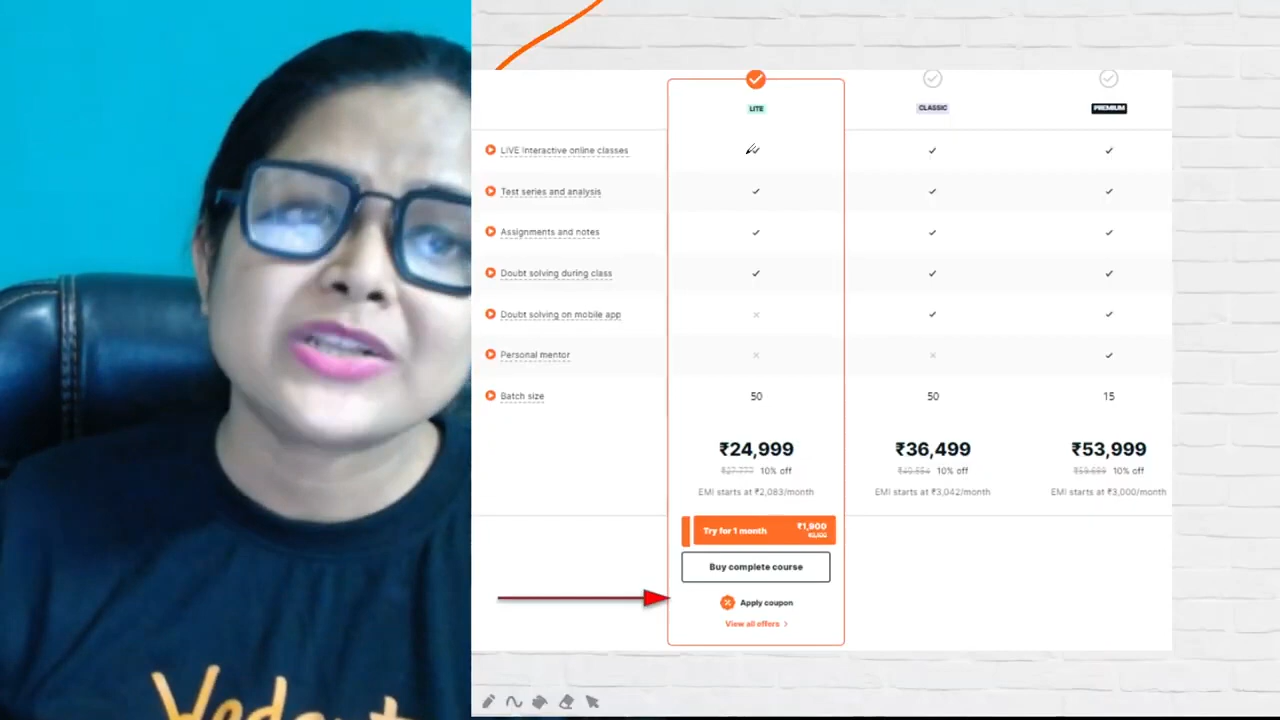 LITE CLASSIC PREMIUM
LIVE interactive online classes
Test series and analysis
Assignments and notes
Doubt solving during class
Doubt solving on mobile app
Personal mentor
Batch size 50 50 15
₹24,999 ₹36,499 ₹53,999
10% off 10% off 10% off
EMI starts at ₹2,083/month EMI starts at ₹3,042/month EMI starts at ₹3,000/month
Try for 1 month ₹1,900
Buy complete course
Apply coupon
View all offers >